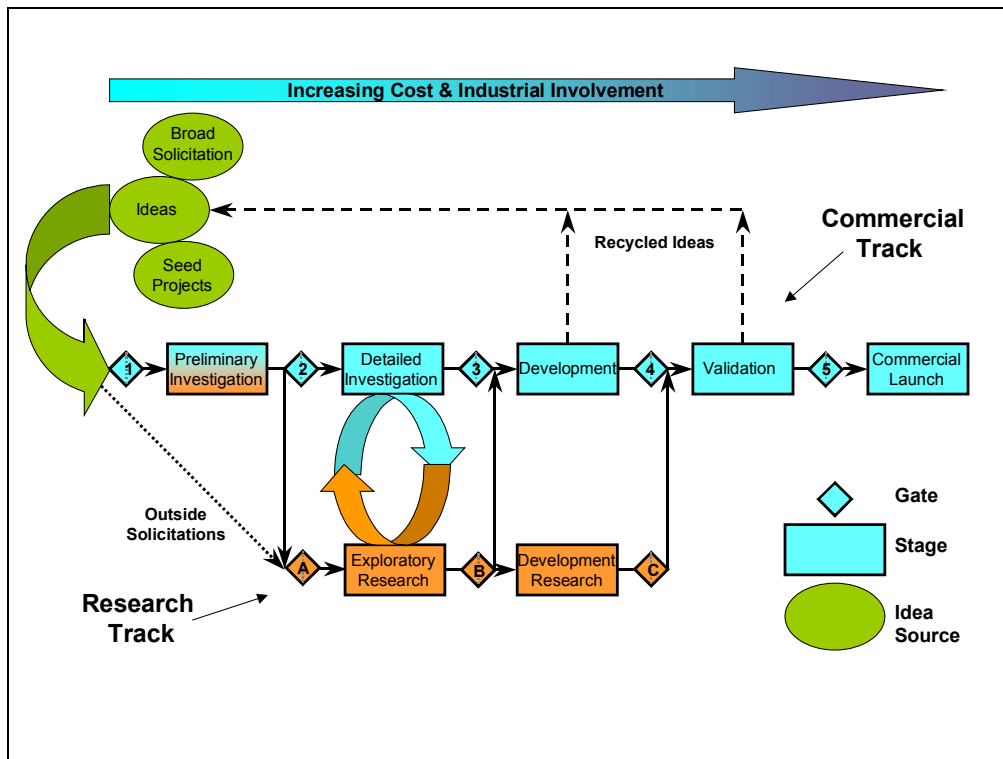 Increasing Cost & Industrial Involvement
Broad
Solicitation
Ideas
Seed
Projects
Recycled Ideas
Commercial
Track
1
Preliminary
Investigation
2
Detailed
Investigation
3
Development
4
Validation
5
Commercial
Launch
Outside
Solicitations
A
Exploratory
Research
B
Development
Research
C
Research
Track
Gate
Stage
Idea
Source